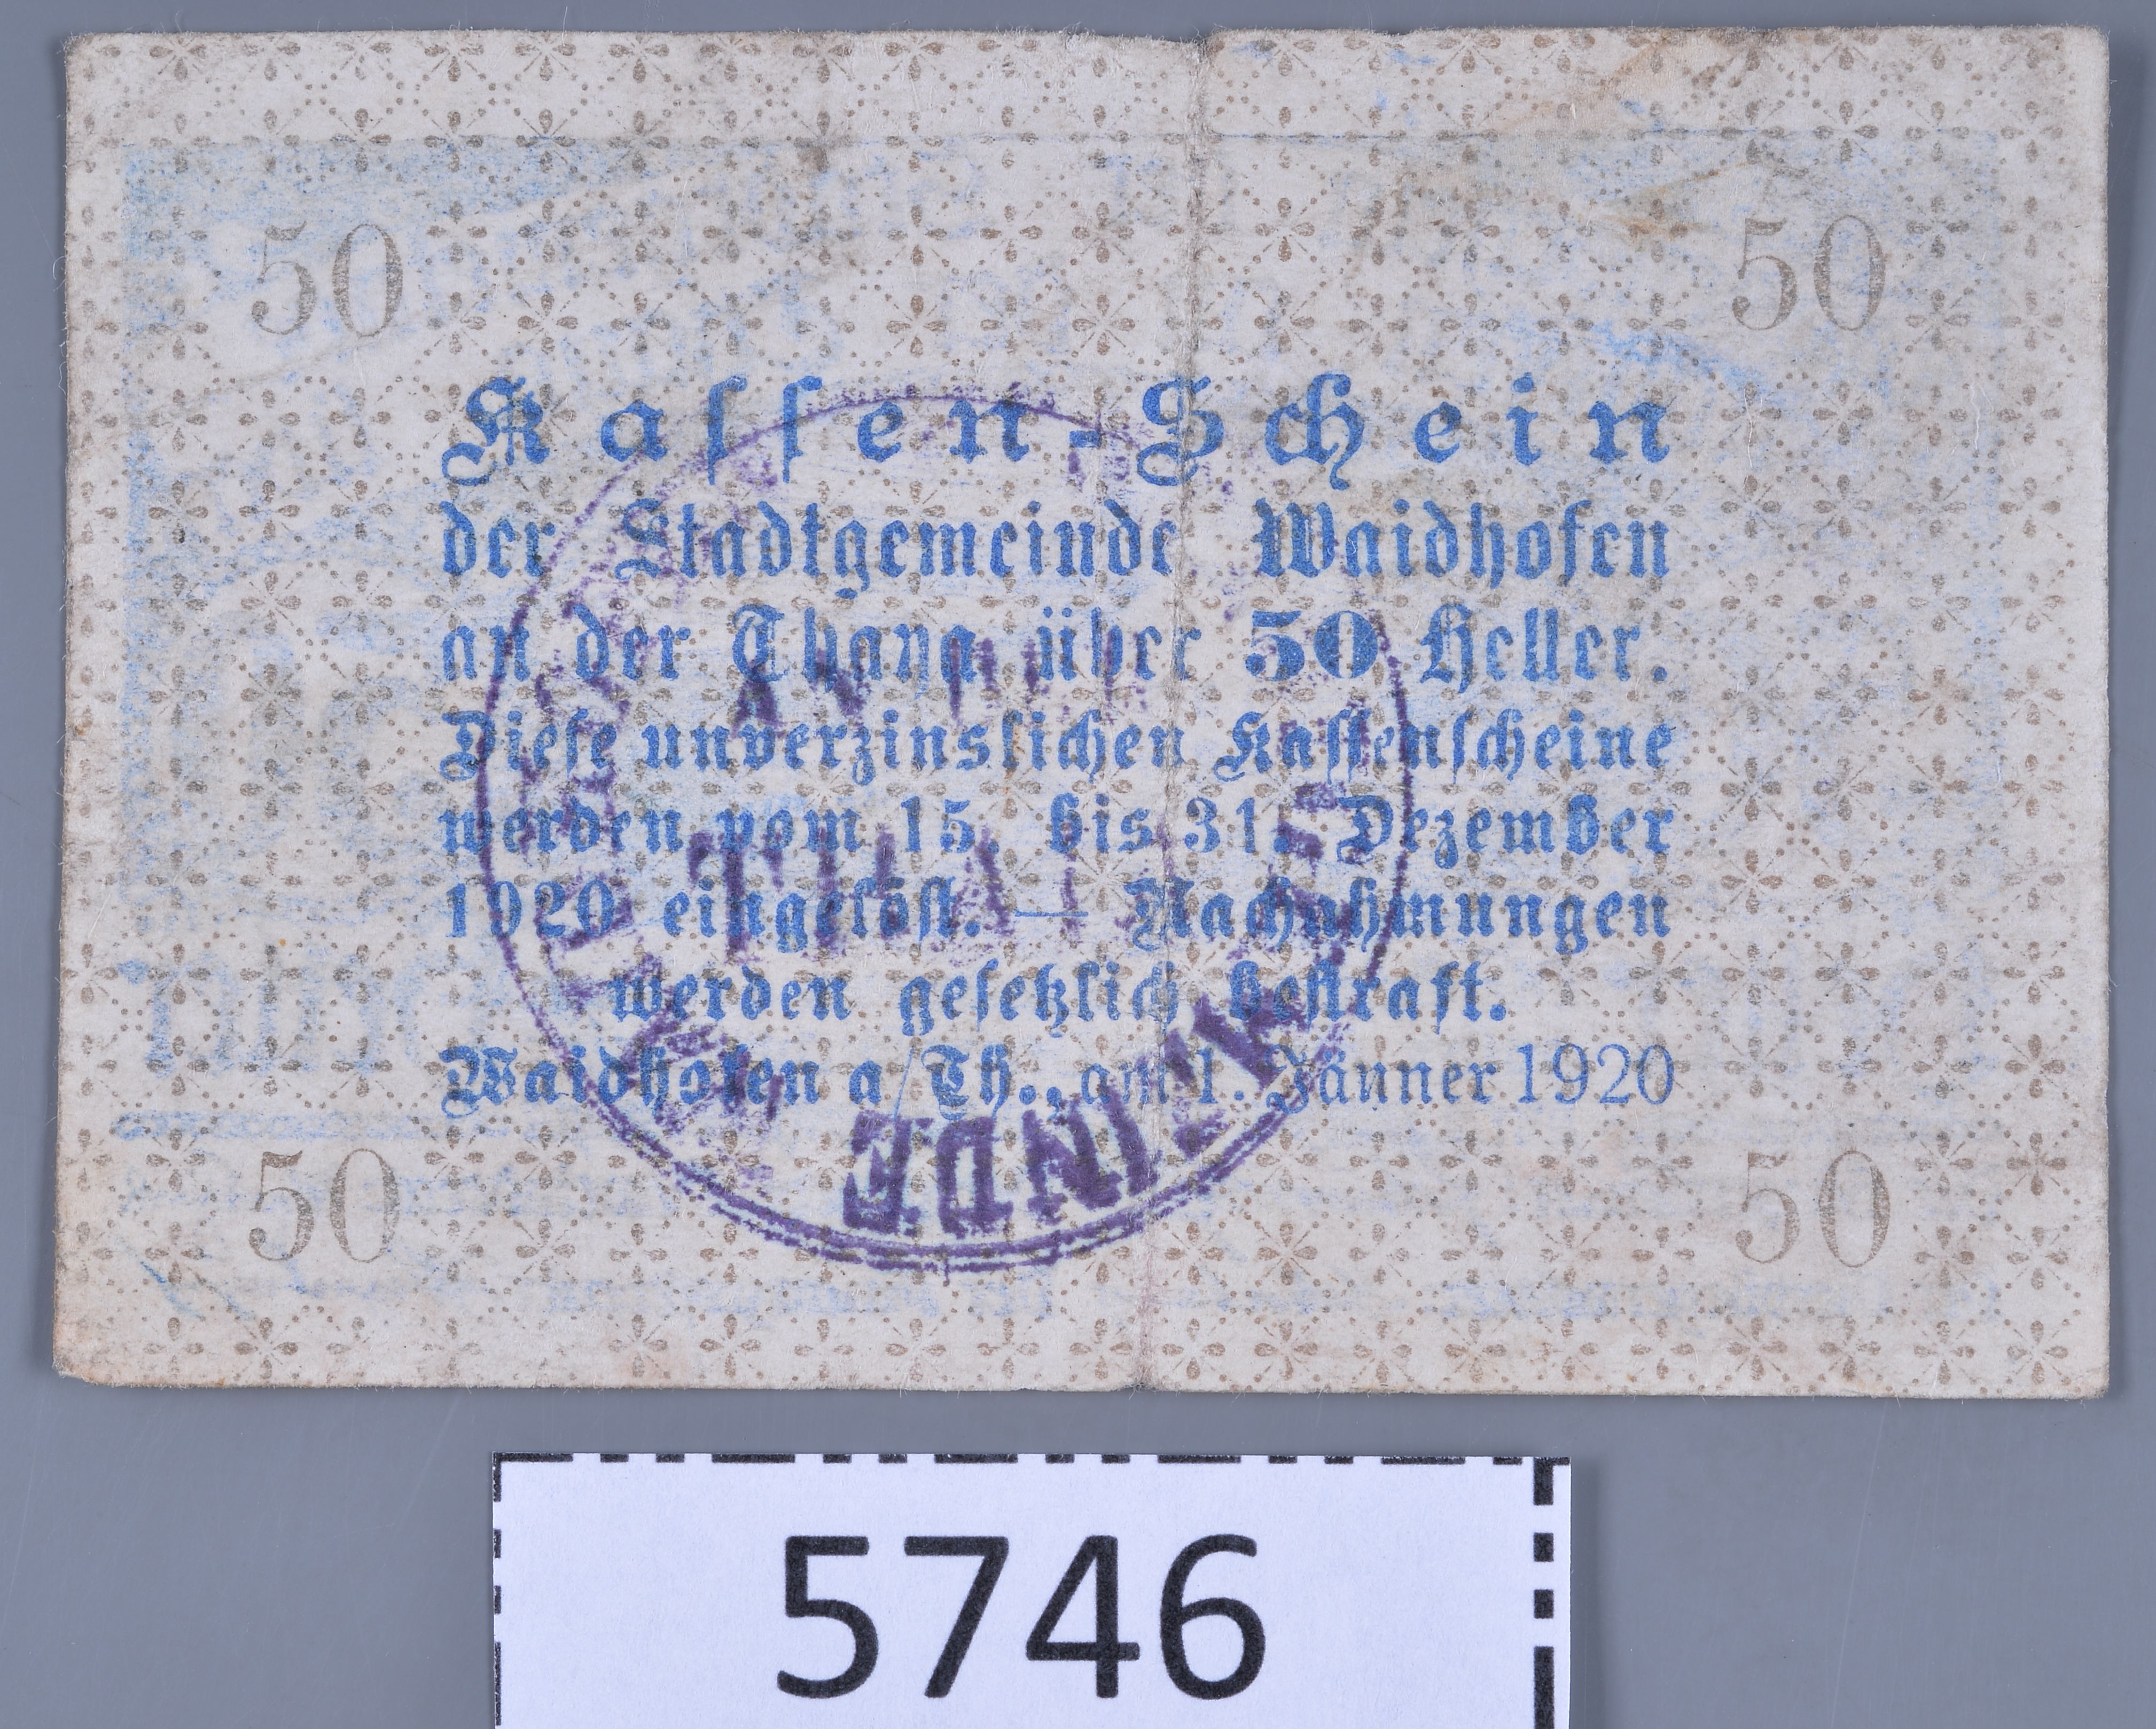 50 50
Kassen-Schein
der Stadtgemeinde Waidhofen
an der Thaya über 50 Heller.
Diese unverzinslichen Kassenscheine
werden vom 15. bis 31. Dezember
1920 eingelöst. — Nachahmungen
werden gesetzlich bestraft.
Waidhofen a Th., am 1. Jänner 1920
50 50
5746